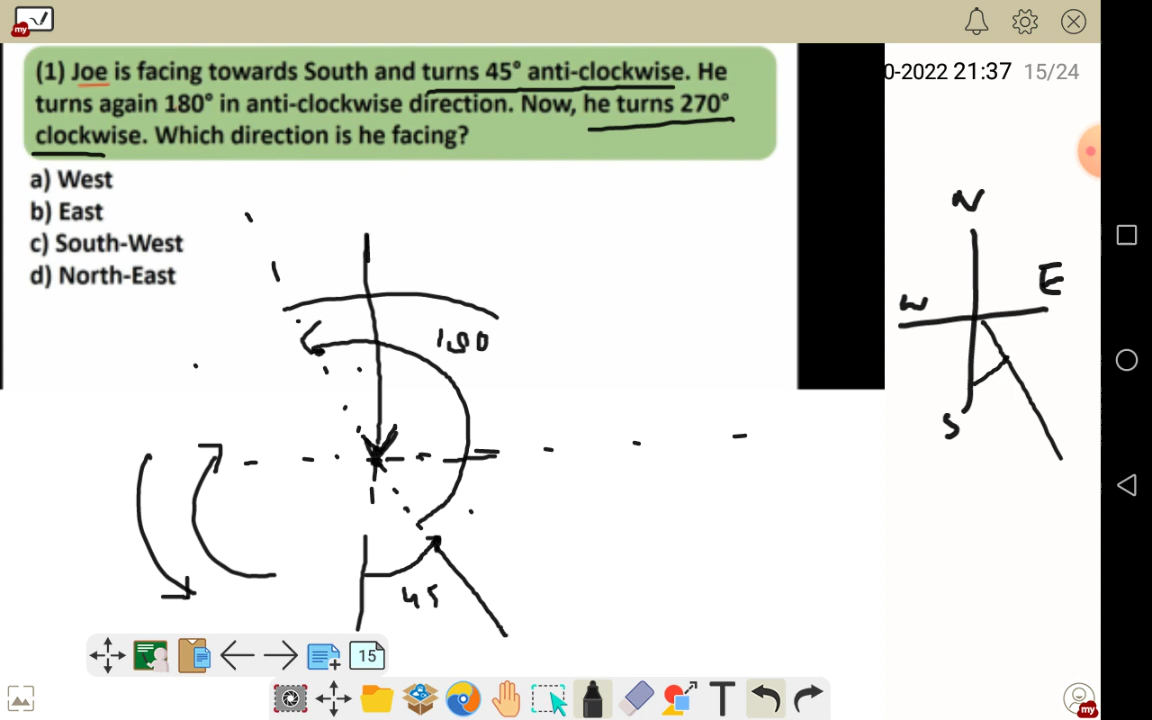 0-2022 21:37 15/24
(1) Joe is facing towards South and turns 45° anti-clockwise. He
turns again 180° in anti-clockwise direction. Now, he turns 270°
clockwise. Which direction is he facing?
a) West
b) East
c) South-West
d) North-East
180
45
N
W E
S
my
15
T
my